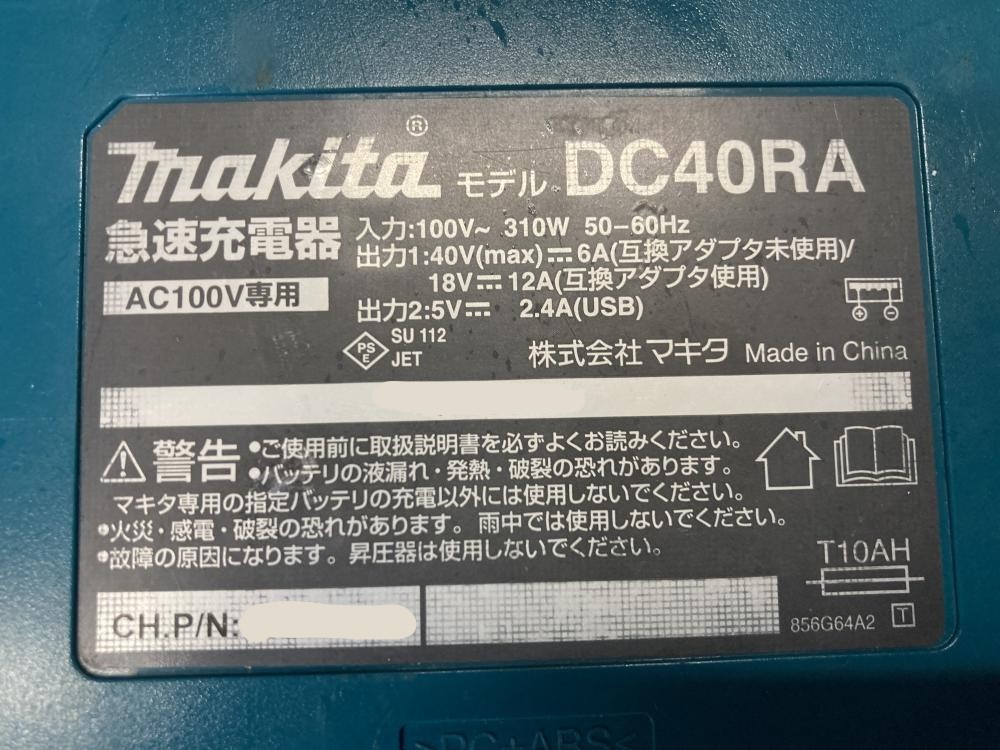 makita®
モデル DC40RA
急速充電器
AC100V専用
入力:100V~ 310W 50-60Hz
出力1:40V(max)⎓6A(互換アダプタ未使用)/
18V⎓12A(互換アダプタ使用)
出力2:5V⎓ 2.4A(USB)
PS
E
SU 112
JET
株式会社マキタ Made in China
⚠警告 •ご使用前に取扱説明書を必ずよくお読みください。
•バッテリの液漏れ・発熱・破裂の恐れがあります。
マキタ専用の指定バッテリの充電以外には使用しないでください。
•火災・感電・破裂の恐れがあります。雨中では使用しないでください。
•故障の原因になります。昇圧器は使用しないでください。
T10AH
CH.P/N:
856G64A2 T
>PC+ABS<